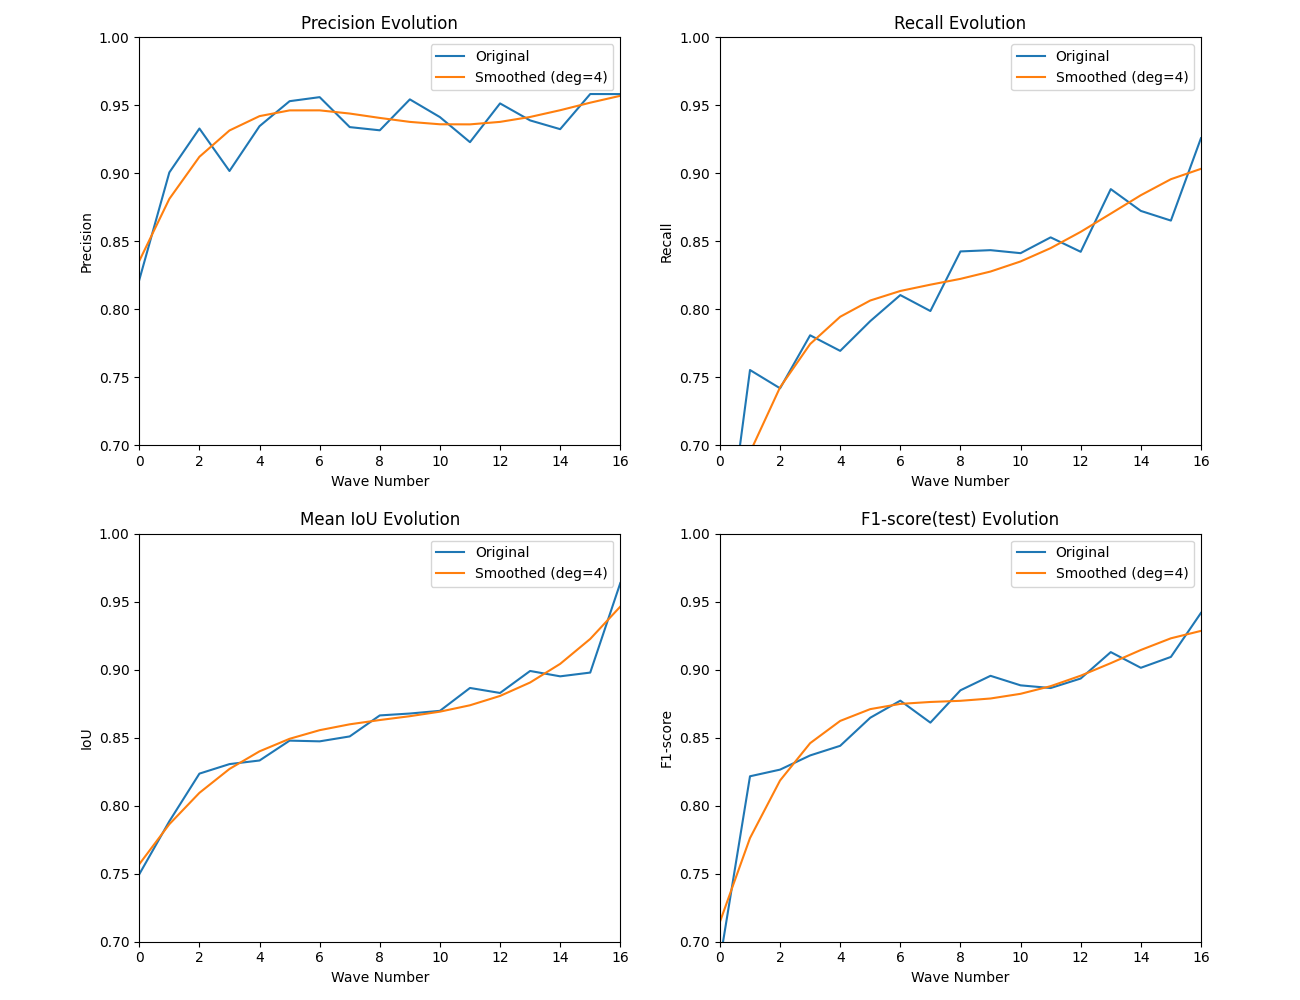 Precision Evolution
1.00
0.95
0.90
0.85
0.80
0.75
0.70
Precision
Original
Smoothed (deg=4)
0 2 4 6 8 10 12 14 16
Wave Number
Recall Evolution
1.00
0.95
0.90
0.85
0.80
0.75
0.70
Recall
Original
Smoothed (deg=4)
0 2 4 6 8 10 12 14 16
Wave Number
Mean IoU Evolution
1.00
0.95
0.90
0.85
0.80
0.75
0.70
IoU
Original
Smoothed (deg=4)
0 2 4 6 8 10 12 14 16
Wave Number
F1-score(test) Evolution
1.00
0.95
0.90
0.85
0.80
0.75
0.70
F1-score
Original
Smoothed (deg=4)
0 2 4 6 8 10 12 14 16
Wave Number